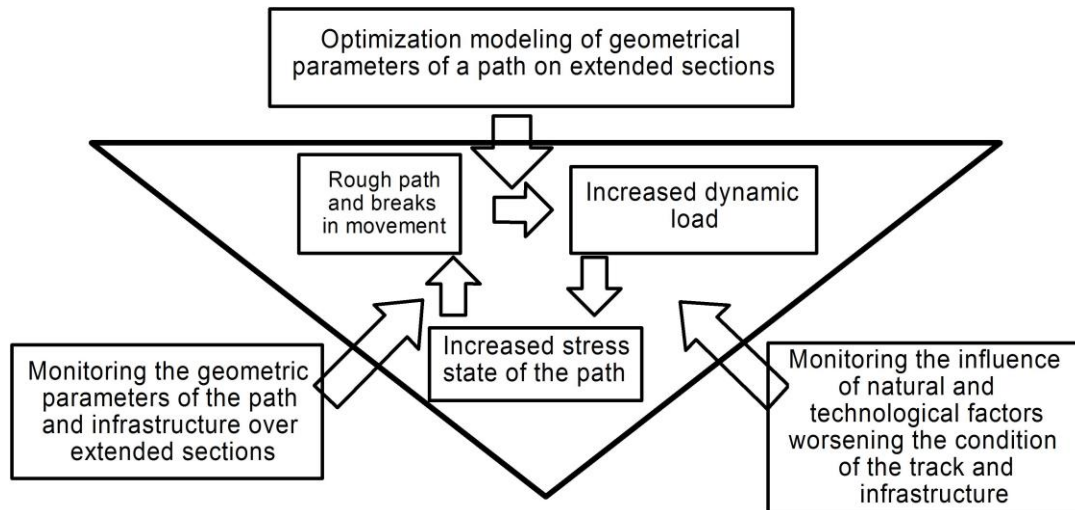 Optimization modeling of geometrical
parameters of a path on extended sections
Rough path
and breaks
in movement
Increased dynamic
load
Increased stress
state of the path
Monitoring the geometric
parameters of the path
and infrastructure over
extended sections
Monitoring the influence
of natural and
technological factors
worsening the condition
of the track and
infrastructure